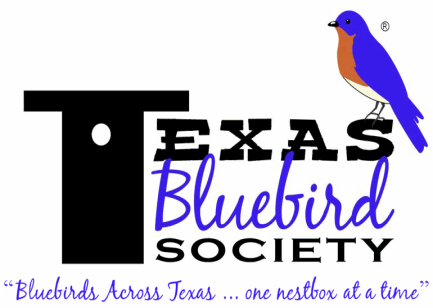 ®
TEXAS
Bluebird
SOCIETY
“Bluebirds Across Texas ... one nestbox at a time”